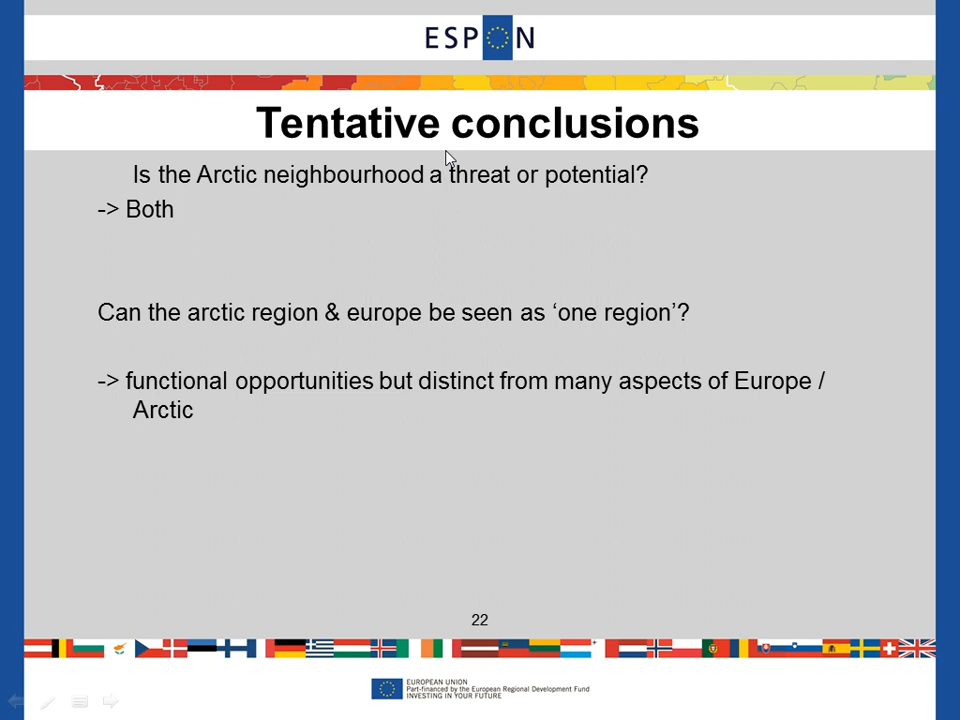 ESPON
Tentative conclusions
Is the Arctic neighbourhood a threat or potential?
-> Both
Can the arctic region & europe be seen as ‘one region’?
-> functional opportunities but distinct from many aspects of Europe /
Arctic
22
EUROPEAN UNION
Part-financed by the European Regional Development Fund
INVESTING IN YOUR FUTURE